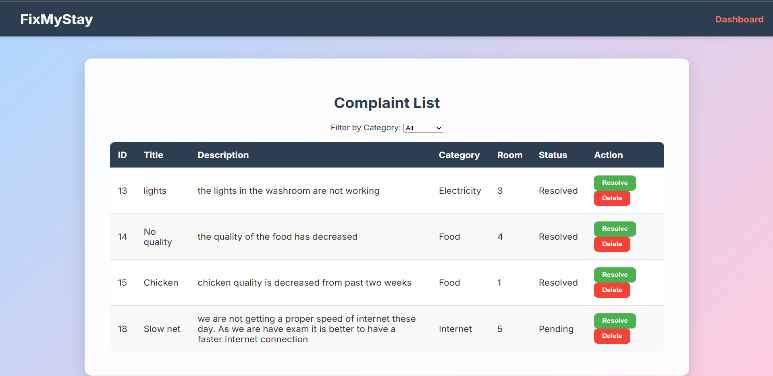 FixMyStay Dashboard
Complaint List
Filter by Category: All
ID Title Description Category Room Status Action
13 lights the lights in the washroom are not working Electricity 3 Resolved Resolve
Delete
14 No quality the quality of the food has decreased Food 4 Resolved Resolve
Delete
15 Chicken chicken quality is decreased from past two weeks Food 1 Resolved Resolve
Delete
18 Slow net we are not getting a proper speed of internet these
day. As we are have exam it is better to have a
faster internet connection Internet 5 Pending Resolve
Delete